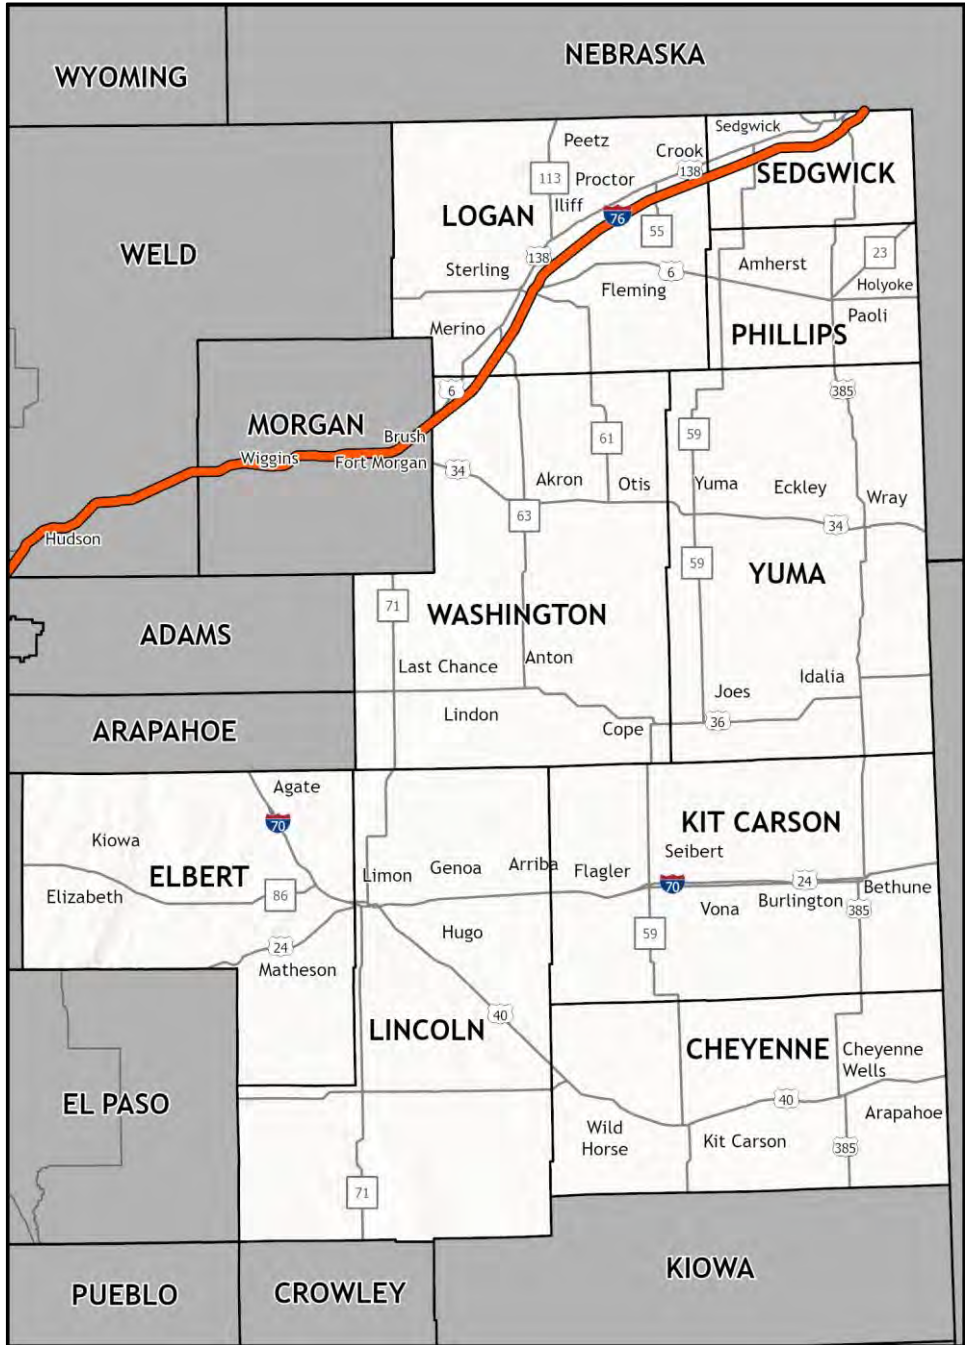 NEBRASKA
WYOMING
Sedgwick
Peetz
Crook
138
SEDGWICK
113
Proctor
Iliff
LOGAN
76
55
WELD
138
23
Sterling
6
Amherst
Holyoke
Fleming
Paoli
Merino
PHILLIPS
6
385
MORGAN
Brush
61
59
Wiggins
Fort Morgan
34
Akron
Otis
Yuma
Eckley
Wray
63
34
Hudson
59
YUMA
71
WASHINGTON
ADAMS
Last Chance
Anton
Idalia
Joes
Lindon
36
Cope
ARAPAHOE
Agate
70
KIT CARSON
Kiowa
Seibert
ELBERT
Limon
Genoa
Arriba
Flagler
70
24
Bethune
Elizabeth
86
Vona
Burlington
385
Hugo
59
24
Matheson
40
LINCOLN
CHEYENNE
Cheyenne
Wells
EL PASO
40
Arapahoe
Wild
Horse
Kit Carson
385
71
KIOWA
PUEBLO
CROWLEY